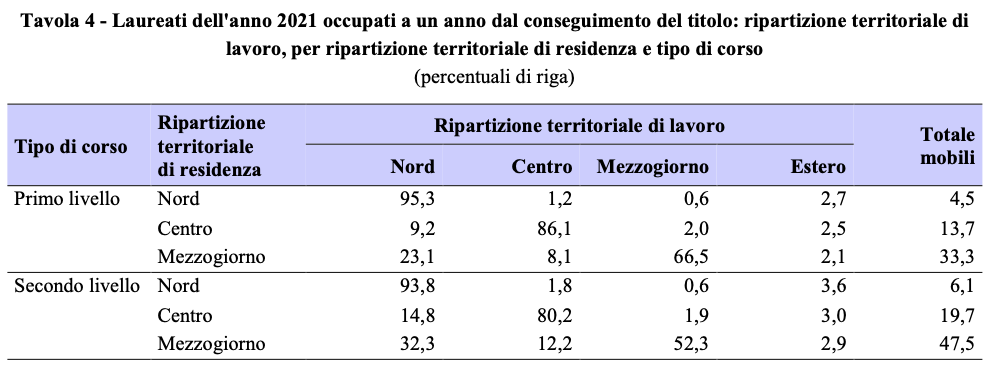 Tavola 4 - Laureati dell'anno 2021 occupati a un anno dal conseguimento del titolo: ripartizione territoriale di
lavoro, per ripartizione territoriale di residenza e tipo di corso
(percentuali di riga)
Tipo di corso Ripartizione territoriale di residenza Ripartizione territoriale di lavoro Totale mobili
Nord Centro Mezzogiorno Estero
Primo livello Nord 95,3 1,2 0,6 2,7 4,5
Centro 9,2 86,1 2,0 2,5 13,7
Mezzogiorno 23,1 8,1 66,5 2,1 33,3
Secondo livello Nord 93,8 1,8 0,6 3,6 6,1
Centro 14,8 80,2 1,9 3,0 19,7
Mezzogiorno 32,3 12,2 52,3 2,9 47,5